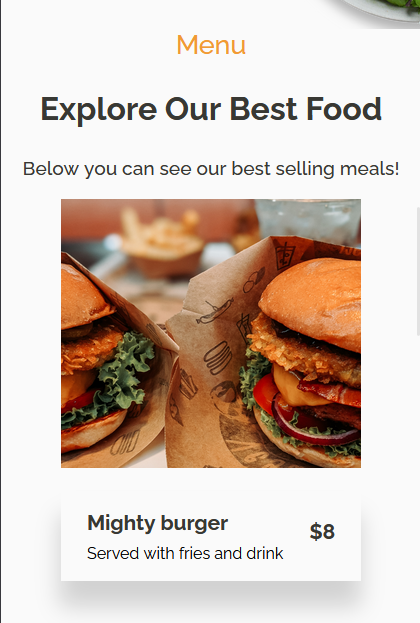 Menu
Explore Our Best Food
Below you can see our best selling meals!
Mighty burger
$8
Served with fries and drink